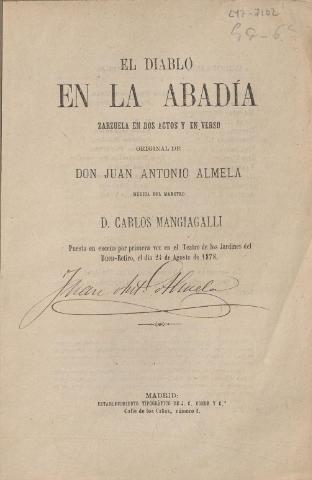 EL DIABLO
EN LA ABADÍA
ZARZUELA EN DOS ACTOS Y EN VERSO
ORIGINAL DE
DON JUAN ANTONIO ALMELA
MÚSICA DEL MAESTRO
D. CARLOS MANGIAGALLI
Puesta en escena por primera vez en el Teatro de los Jardines del
Buen-Retiro, el dia 24 de Agosto de 1878.
Juan Ant.º Almela
MADRID:
ESTABLECIMIENTO TIPOGRÁFICO DE J. C. CONDE Y C.ª
Calle de los Caños, número 1.